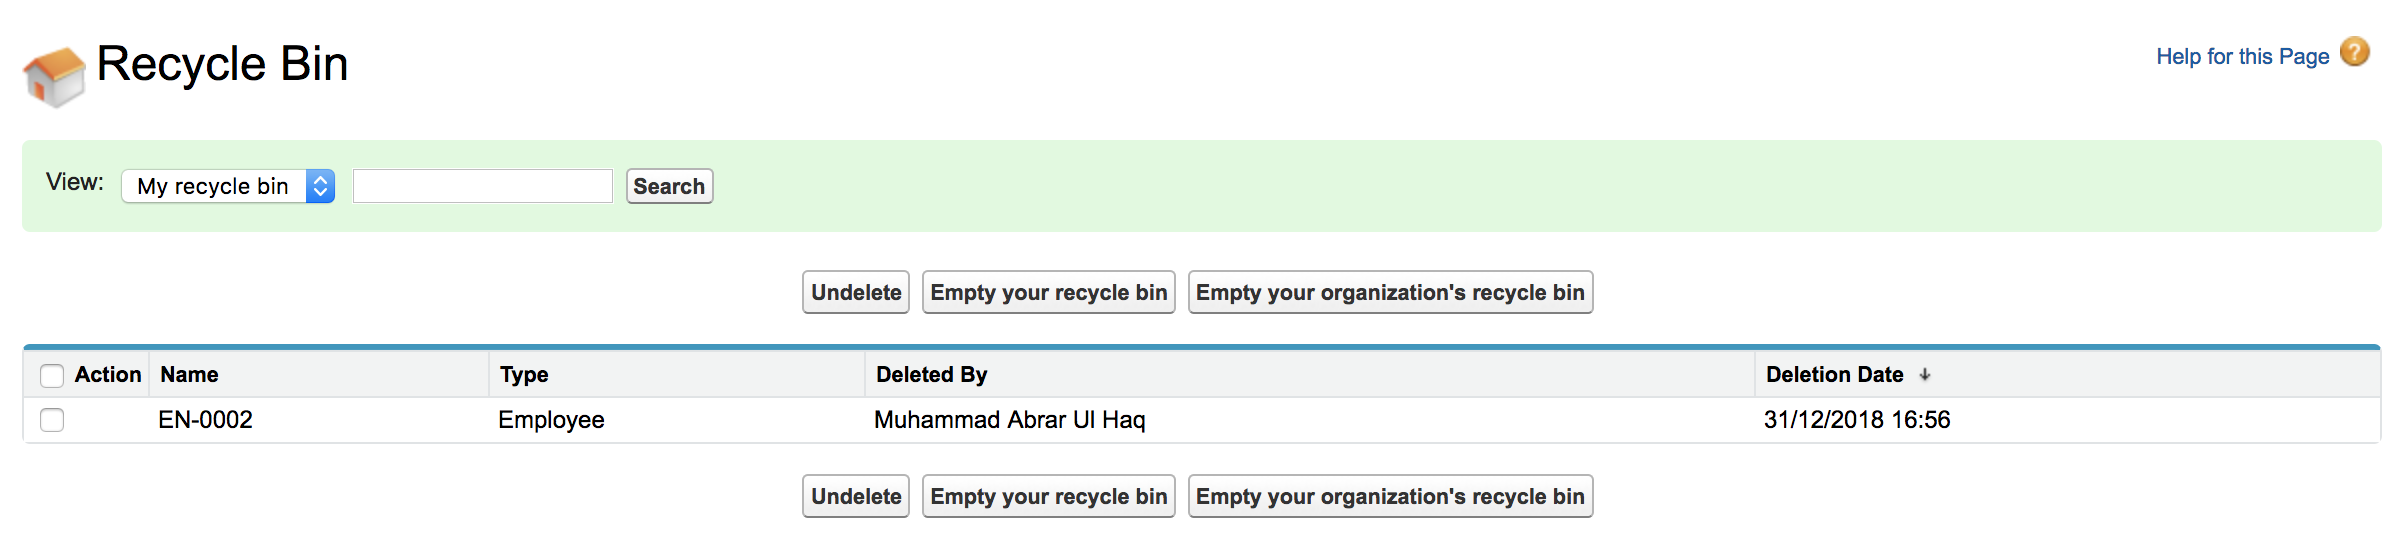 Recycle Bin
Help for this Page ?
View: My recycle bin Search
Undelete Empty your recycle bin Empty your organization's recycle bin
Action Name Type Deleted By Deletion Date
EN-0002 Employee Muhammad Abrar Ul Haq 31/12/2018 16:56
Undelete Empty your recycle bin Empty your organization's recycle bin